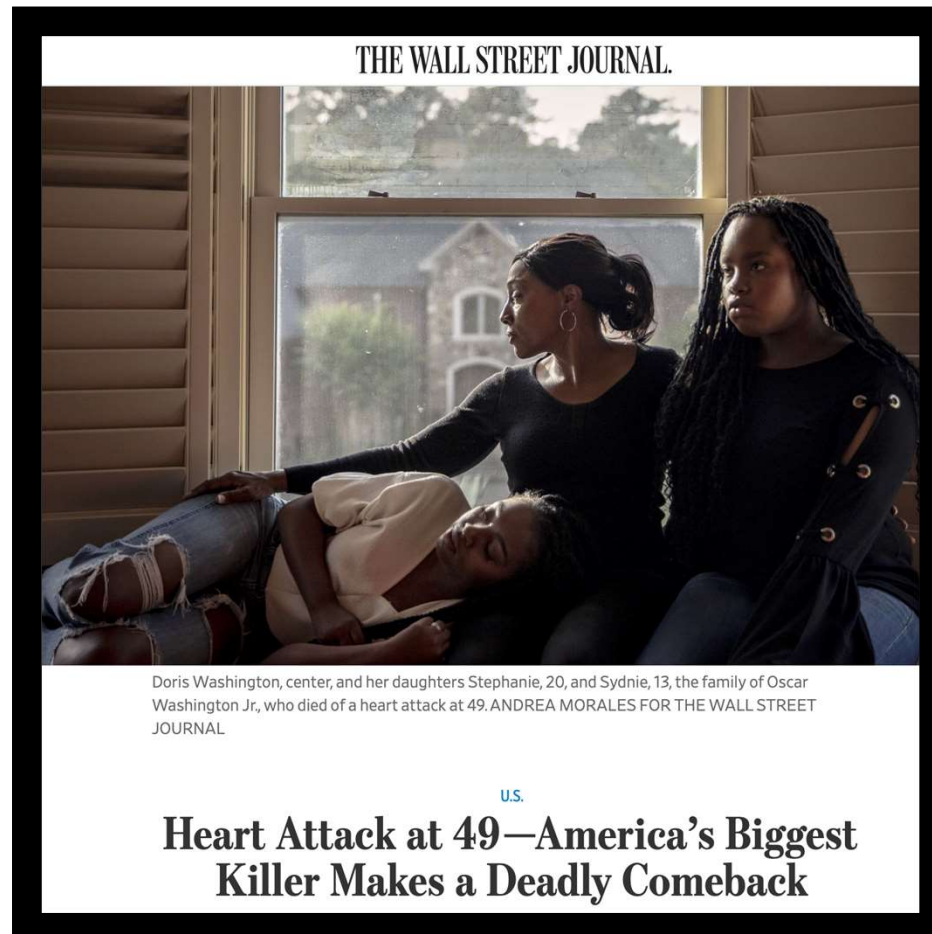 THE WALL STREET JOURNAL.
Doris Washington, center, and her daughters Stephanie, 20, and Sydnie, 13, the family of Oscar
Washington Jr., who died of a heart attack at 49. ANDREA MORALES FOR THE WALL STREET
JOURNAL
U.S.
Heart Attack at 49—America’s Biggest
Killer Makes a Deadly Comeback